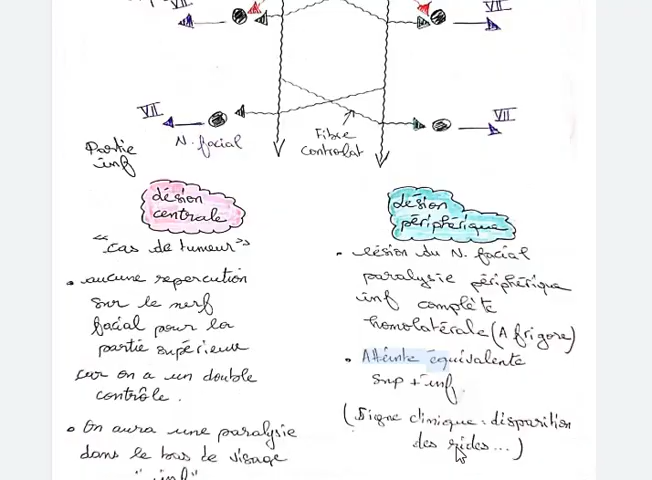 VII
VII
VII
N. facial
Fibre
controlat
VII
Partie
inf
Lésion
centrale
"cas de tumeur"
• aucune repercution
sur le nerf
facial pour la
partie supérieure
car on a un double
contrôle.
• On aura une paralysie
dans le bas de visage
"inf"
Lésion
périphérique
• lésion du N. facial
paralysie périphérique
inf complète
homolatérale (A frigore)
• Atteinte équivalente
sup + inf.
(Signe clinique : disparition
des rides...)